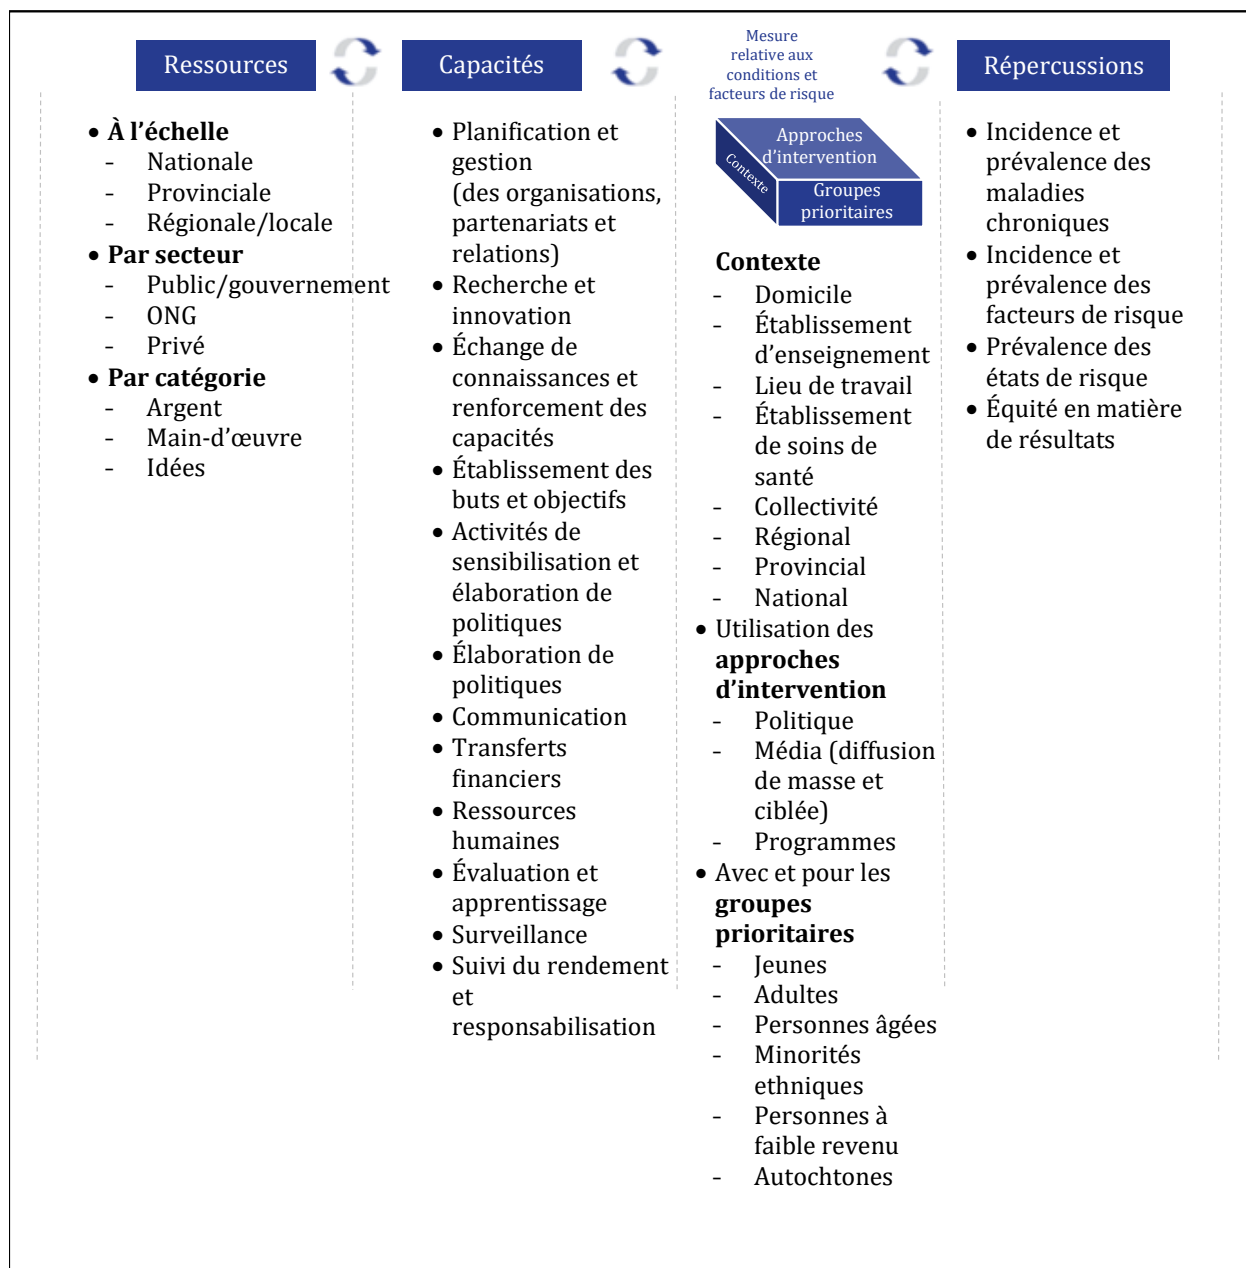 Ressources
• À l’échelle
- Nationale
- Provinciale
- Régionale/locale
• Par secteur
- Public/gouvernement
- ONG
- Privé
• Par catégorie
- Argent
- Main-d’œuvre
- Idées
Capacités
• Planification et
gestion
(des organisations,
partenariats et
relations)
• Recherche et
innovation
• Échange de
connaissances et
renforcement des
capacités
• Établissement des
buts et objectifs
• Activités de
sensibilisation et
élaboration de
politiques
• Élaboration de
politiques
• Communication
• Transferts
financiers
• Ressources
humaines
• Évaluation et
apprentissage
• Surveillance
• Suivi du rendement
et
responsabilisation
Mesure
relative aux
conditions et
facteurs de risque
Approches
d’intervention
Contexte
Groupes
prioritaires
Contexte
- Domicile
- Établissement
d’enseignement
- Lieu de travail
- Établissement
de soins de
santé
- Collectivité
- Régional
- Provincial
- National
• Utilisation des
approches
d’intervention
- Politique
- Média (diffusion
de masse et
ciblée)
- Programmes
• Avec et pour les
groupes
prioritaires
- Jeunes
- Adultes
- Personnes âgées
- Minorités
ethniques
- Personnes à
faible revenu
- Autochtones
Répercussions
• Incidence et
prévalence des
maladies
chroniques
• Incidence et
prévalence des
facteurs de risque
• Prévalence des
états de risque
• Équité en matière
de résultats